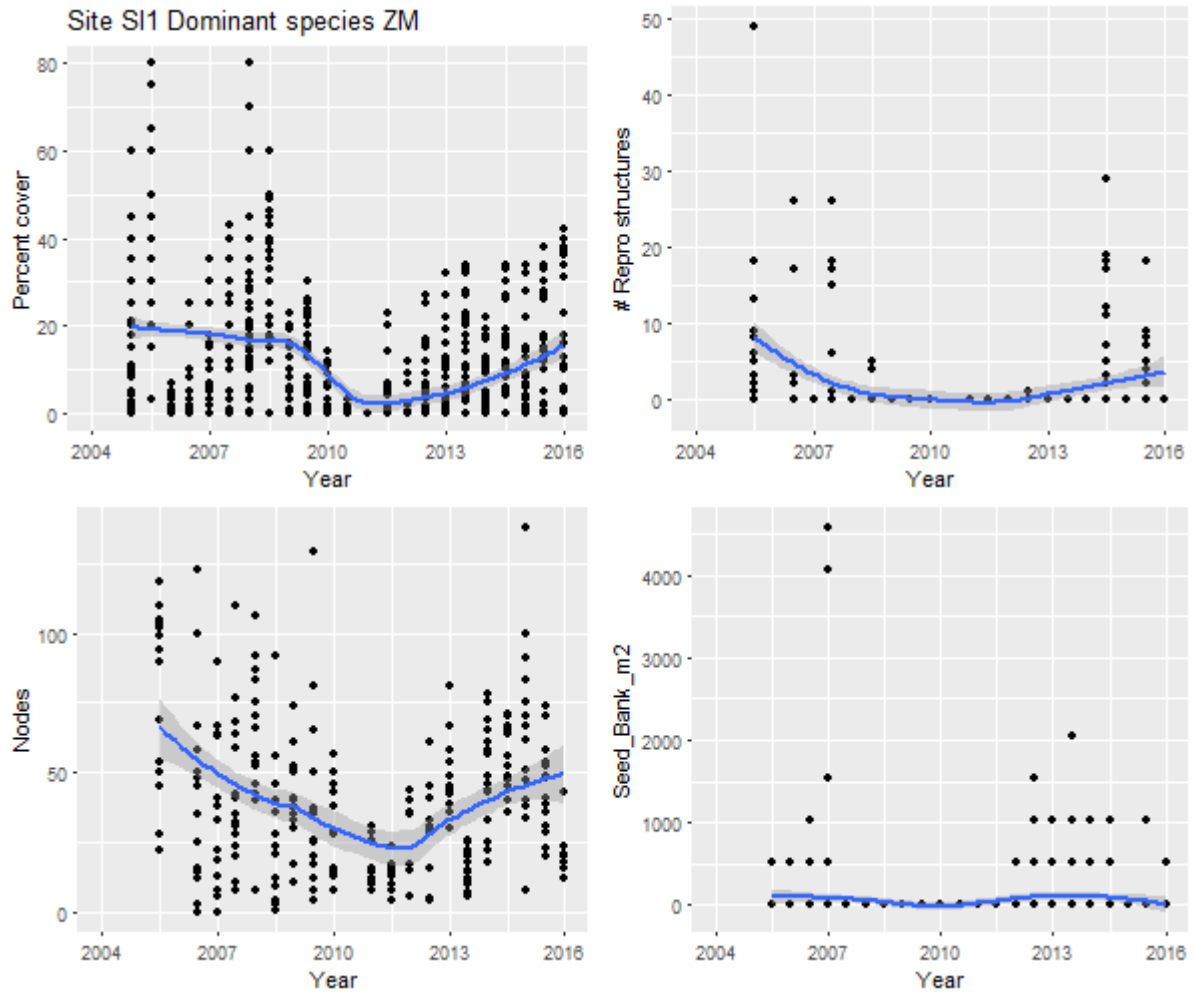 Site SI1 Dominant species ZM
Percent cover
80
60
40
20
0
2004 2007 2010 2013 2016
Year
# Repro structures
50
40
30
20
10
0
2004 2007 2010 2013 2016
Year
Nodes
100
50
0
2004 2007 2010 2013 2016
Year
Seed_Bank_m2
4000
3000
2000
1000
0
2004 2007 2010 2013 2016
Year